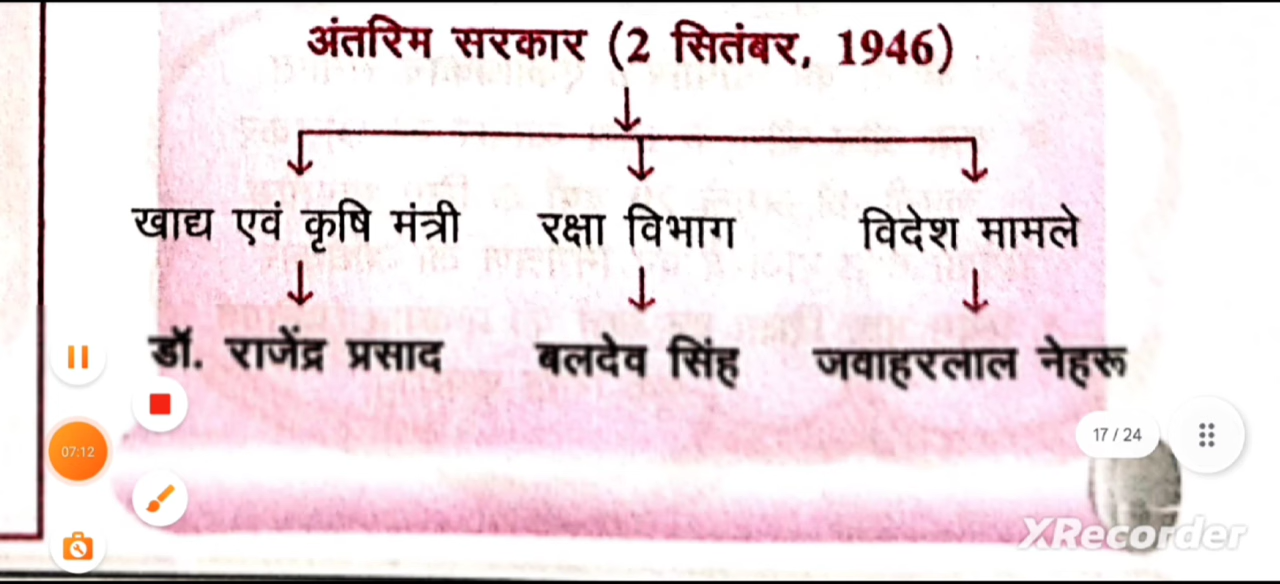 अंतरिम सरकार (2 सितंबर, 1946)
खाद्य एवं कृषि मंत्री रक्षा विभाग विदेश मामले
डॉ. राजेंद्र प्रसाद बलदेव सिंह जवाहरलाल नेहरू
17 / 24
07:12
XRecorder